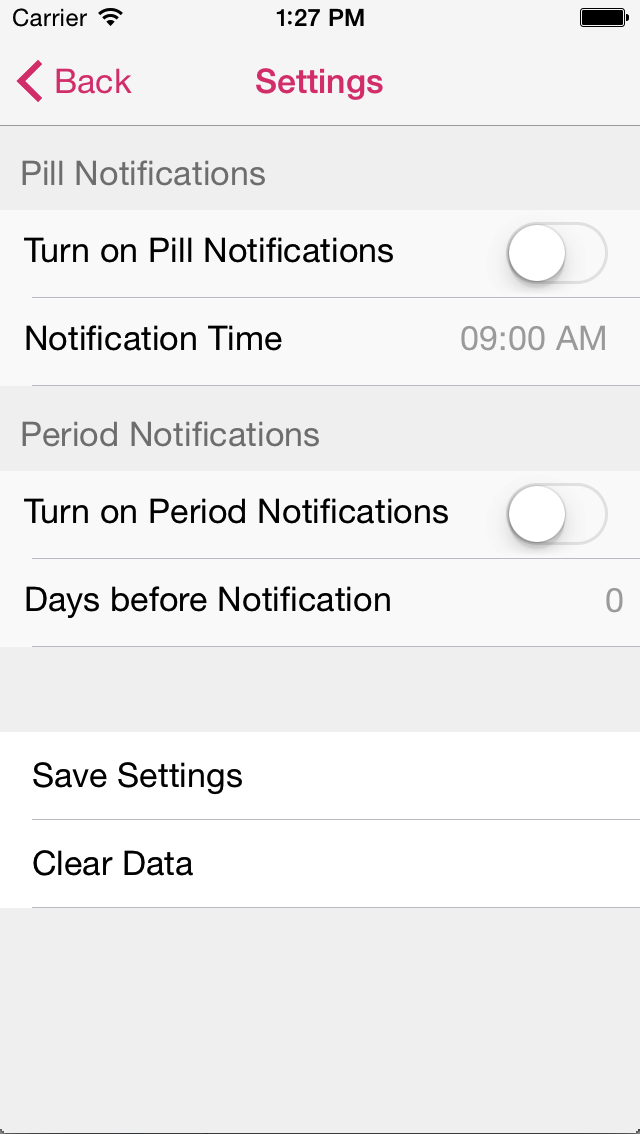 Carrier 1:27 PM
Back Settings
Pill Notifications
Turn on Pill Notifications
Notification Time 09:00 AM
Period Notifications
Turn on Period Notifications
Days before Notification 0
Save Settings
Clear Data